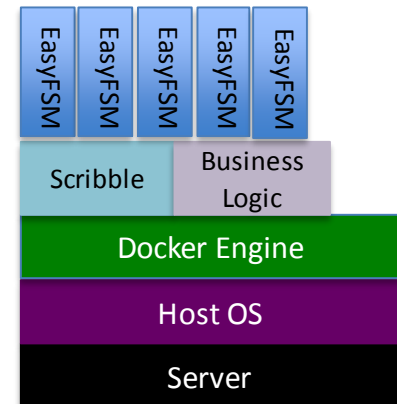 EasyFSM EasyFSM EasyFSM EasyFSM EasyFSM
Scribble
Business
Logic
Docker Engine
Host OS
Server